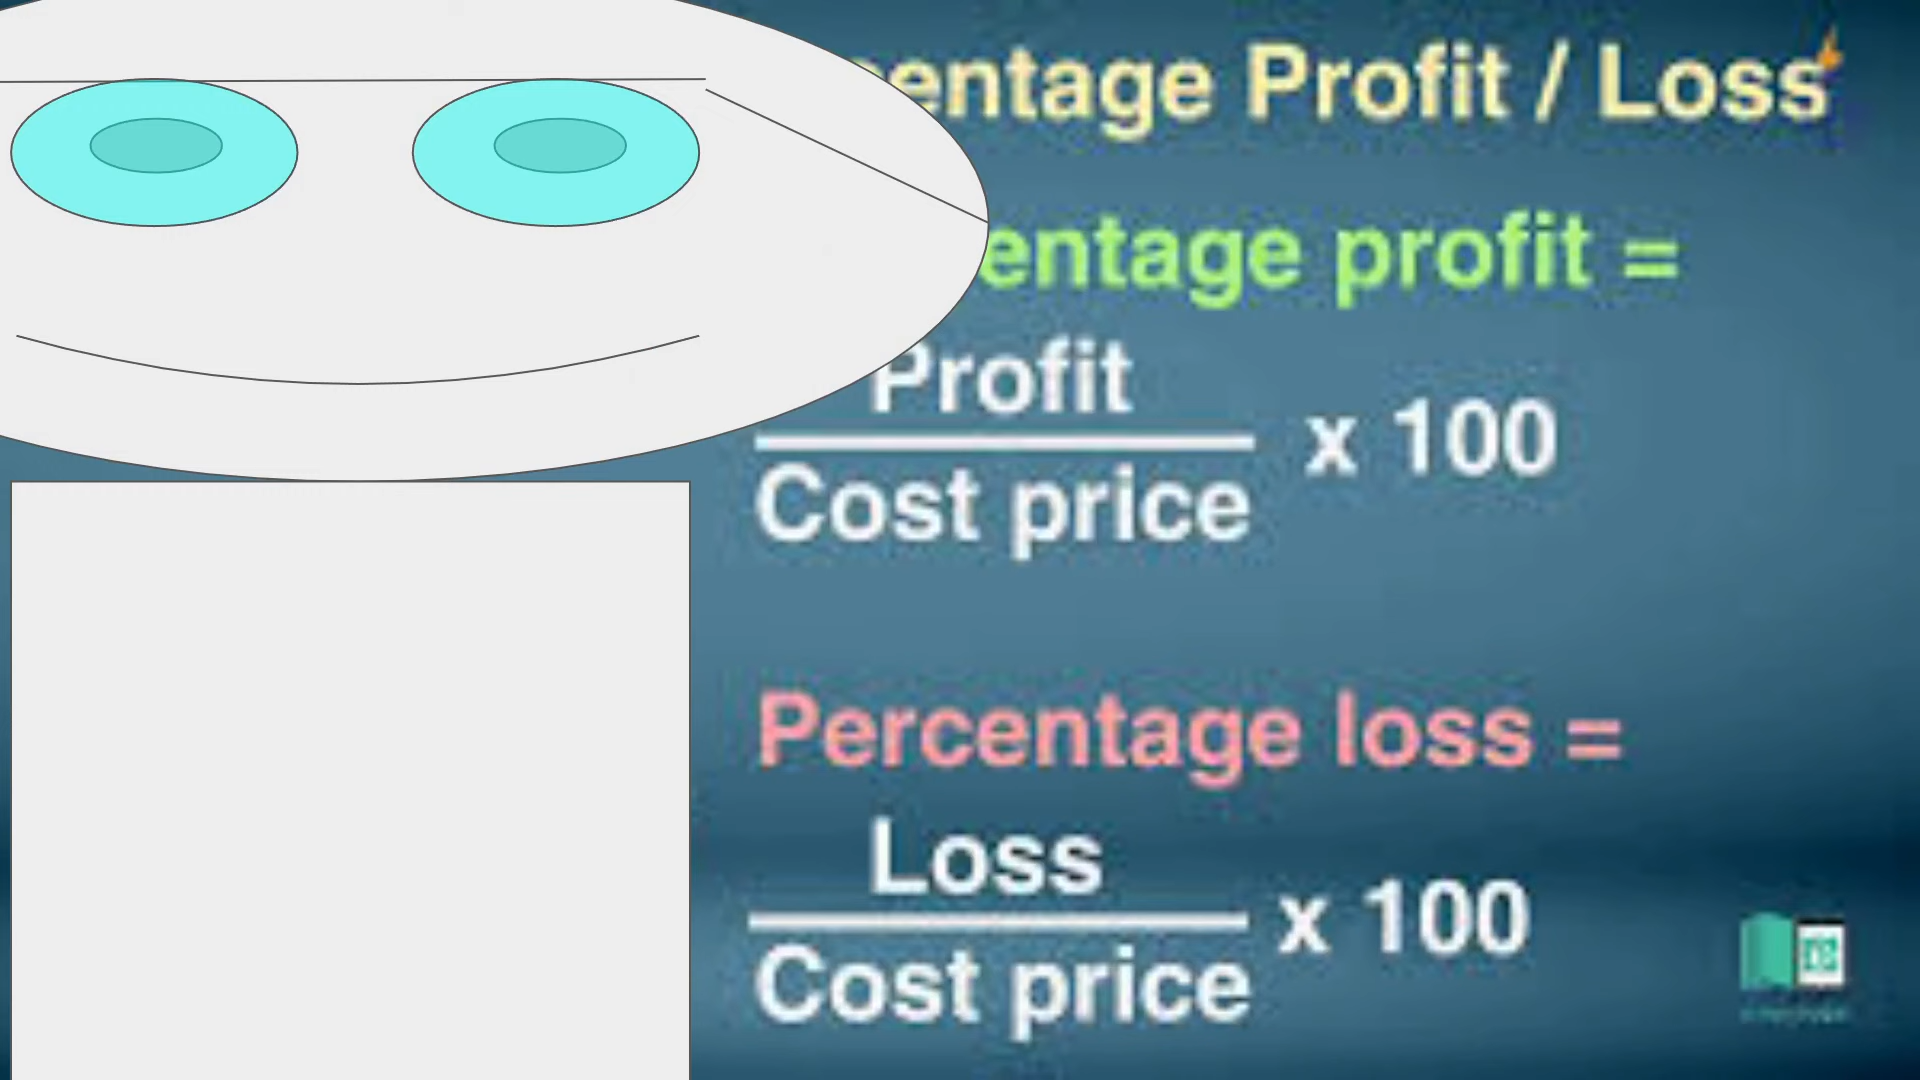 entage Profit / Loss
entage profit =
Profit
x 100
Cost price
Percentage loss =
Loss
x 100
Cost price